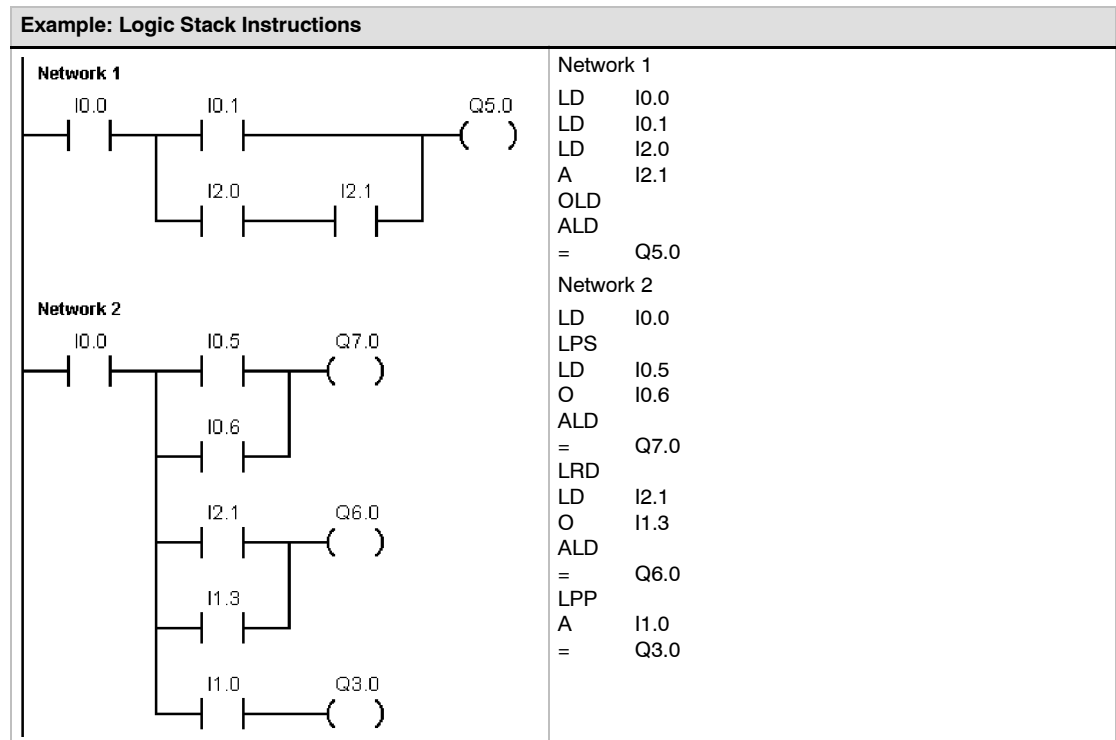 Example: Logic Stack Instructions
Network 1
I0.0 I0.1 Q5.0
I2.0 I2.1
Network 2
I0.0 I0.5 Q7.0
I0.6
I2.1 Q6.0
I1.3
I1.0 Q3.0
Network 1
LD I0.0
LD I0.1
LD I2.0
A I2.1
OLD
ALD
= Q5.0
Network 2
LD I0.0
LPS
LD I0.5
O I0.6
ALD
= Q7.0
LRD
LD I2.1
O I1.3
ALD
= Q6.0
LPP
A I1.0
= Q3.0